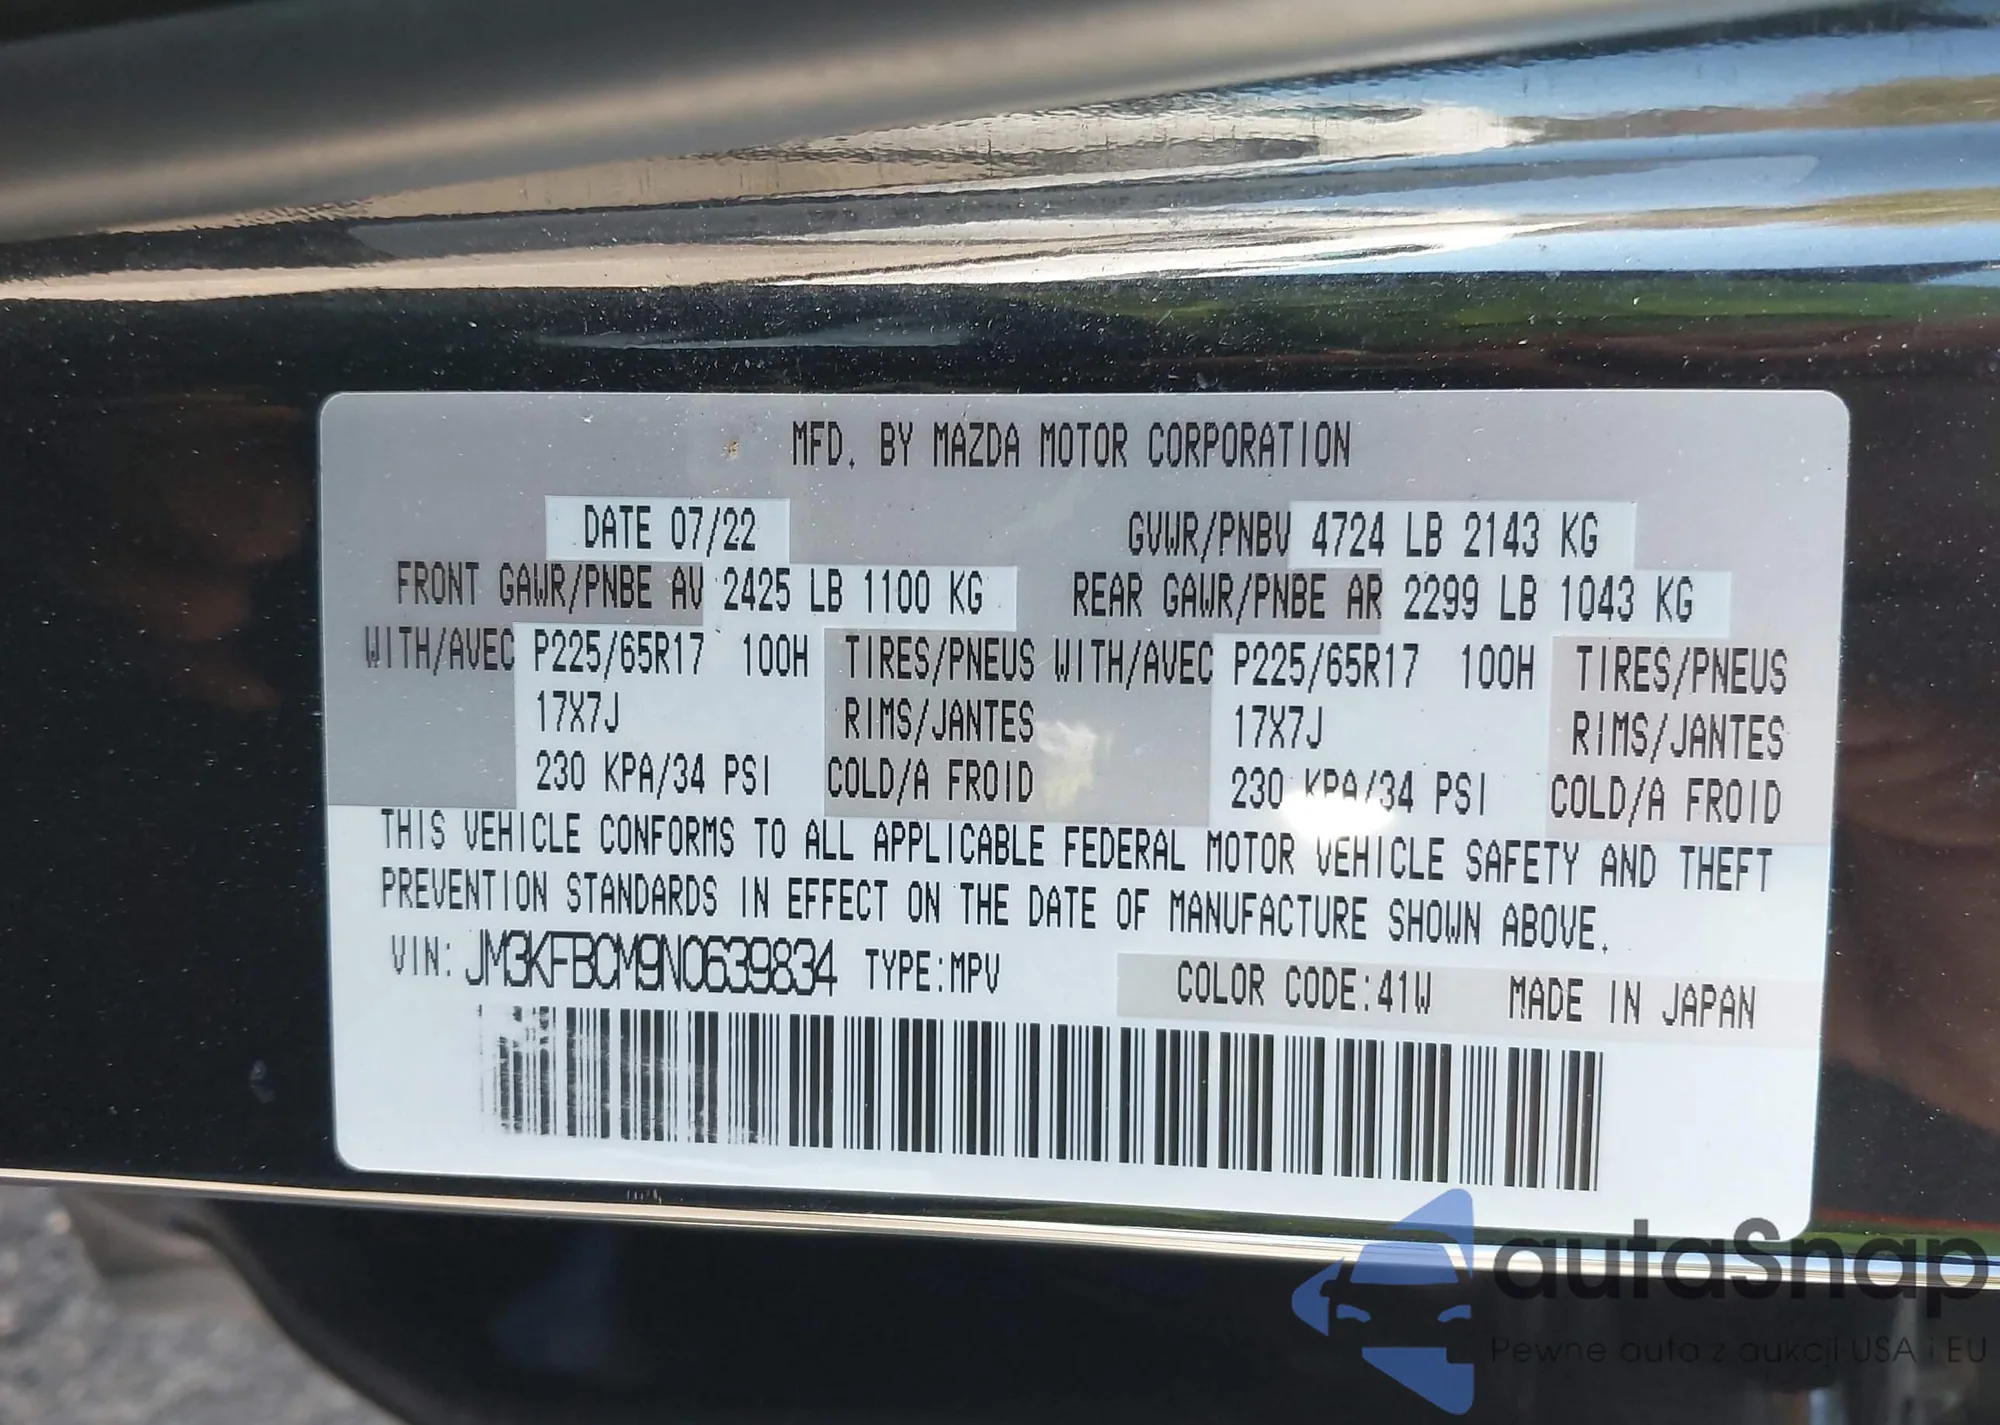 MFD. BY MAZDA MOTOR CORPORATION
DATE 07/22 GVWR/PNBV 4724 LB 2143 KG
FRONT GAWR/PNBE AV 2425 LB 1100 KG REAR GAWR/PNBE AR 2299 LB 1043 KG
WITH/AVEC P225/65R17 100H TIRES/PNEUS WITH/AVEC P225/65R17 100H TIRES/PNEUS
17X7J RIMS/JANTES 17X7J RIMS/JANTES
230 KPA/34 PSI COLD/A FROID 230 KPA/34 PSI COLD/A FROID
THIS VEHICLE CONFORMS TO ALL APPLICABLE FEDERAL MOTOR VEHICLE SAFETY AND THEFT
PREVENTION STANDARDS IN EFFECT ON THE DATE OF MANUFACTURE SHOWN ABOVE.
VIN: JM3KFBCM9N0639834 TYPE:MPV COLOR CODE:41W MADE IN JAPAN
autaSnap
Pewne auta z aukcji USA i EU